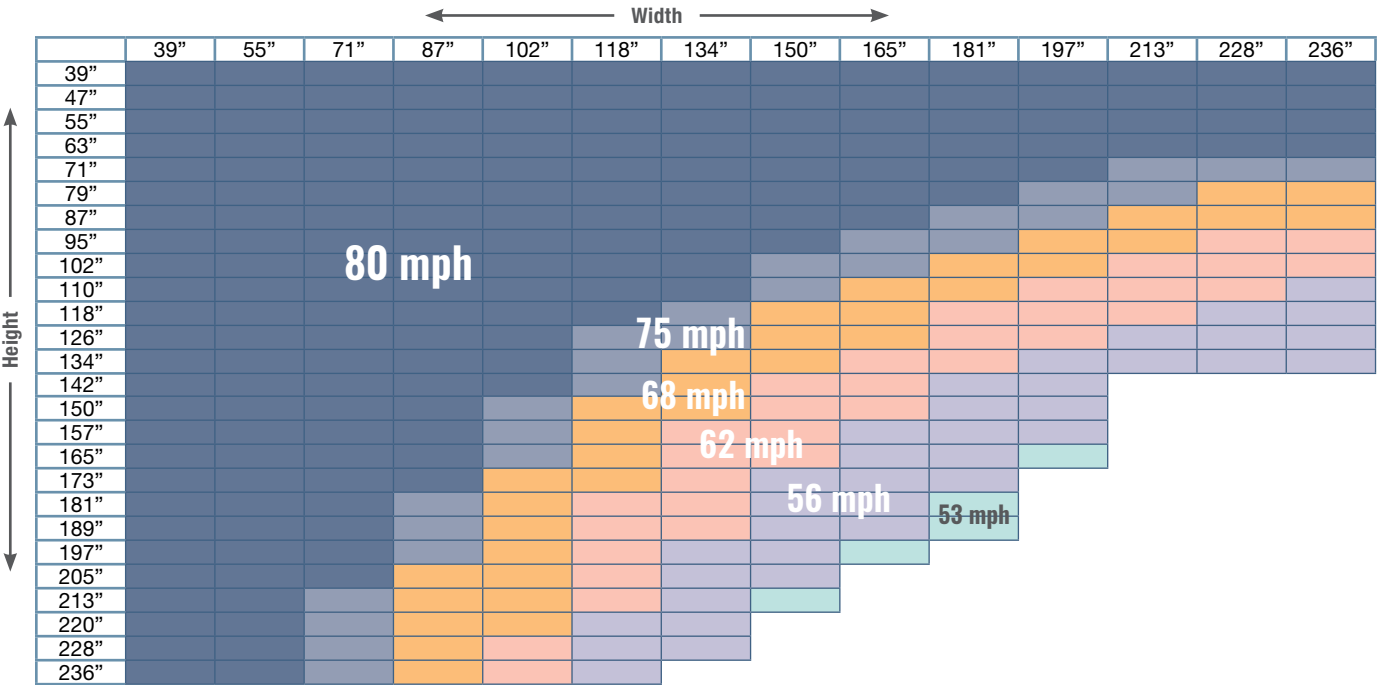 Width
39” 55” 71” 87” 102” 118” 134” 150” 165” 181” 197” 213” 228” 236”
39”
47”
55”
63”
71”
79”
87”
95”
102”
110”
118”
126”
134”
142”
150”
157”
165”
173”
181”
189”
197”
205”
213”
220”
228”
236”
Height
80 mph
75 mph
68 mph
62 mph
56 mph
53 mph